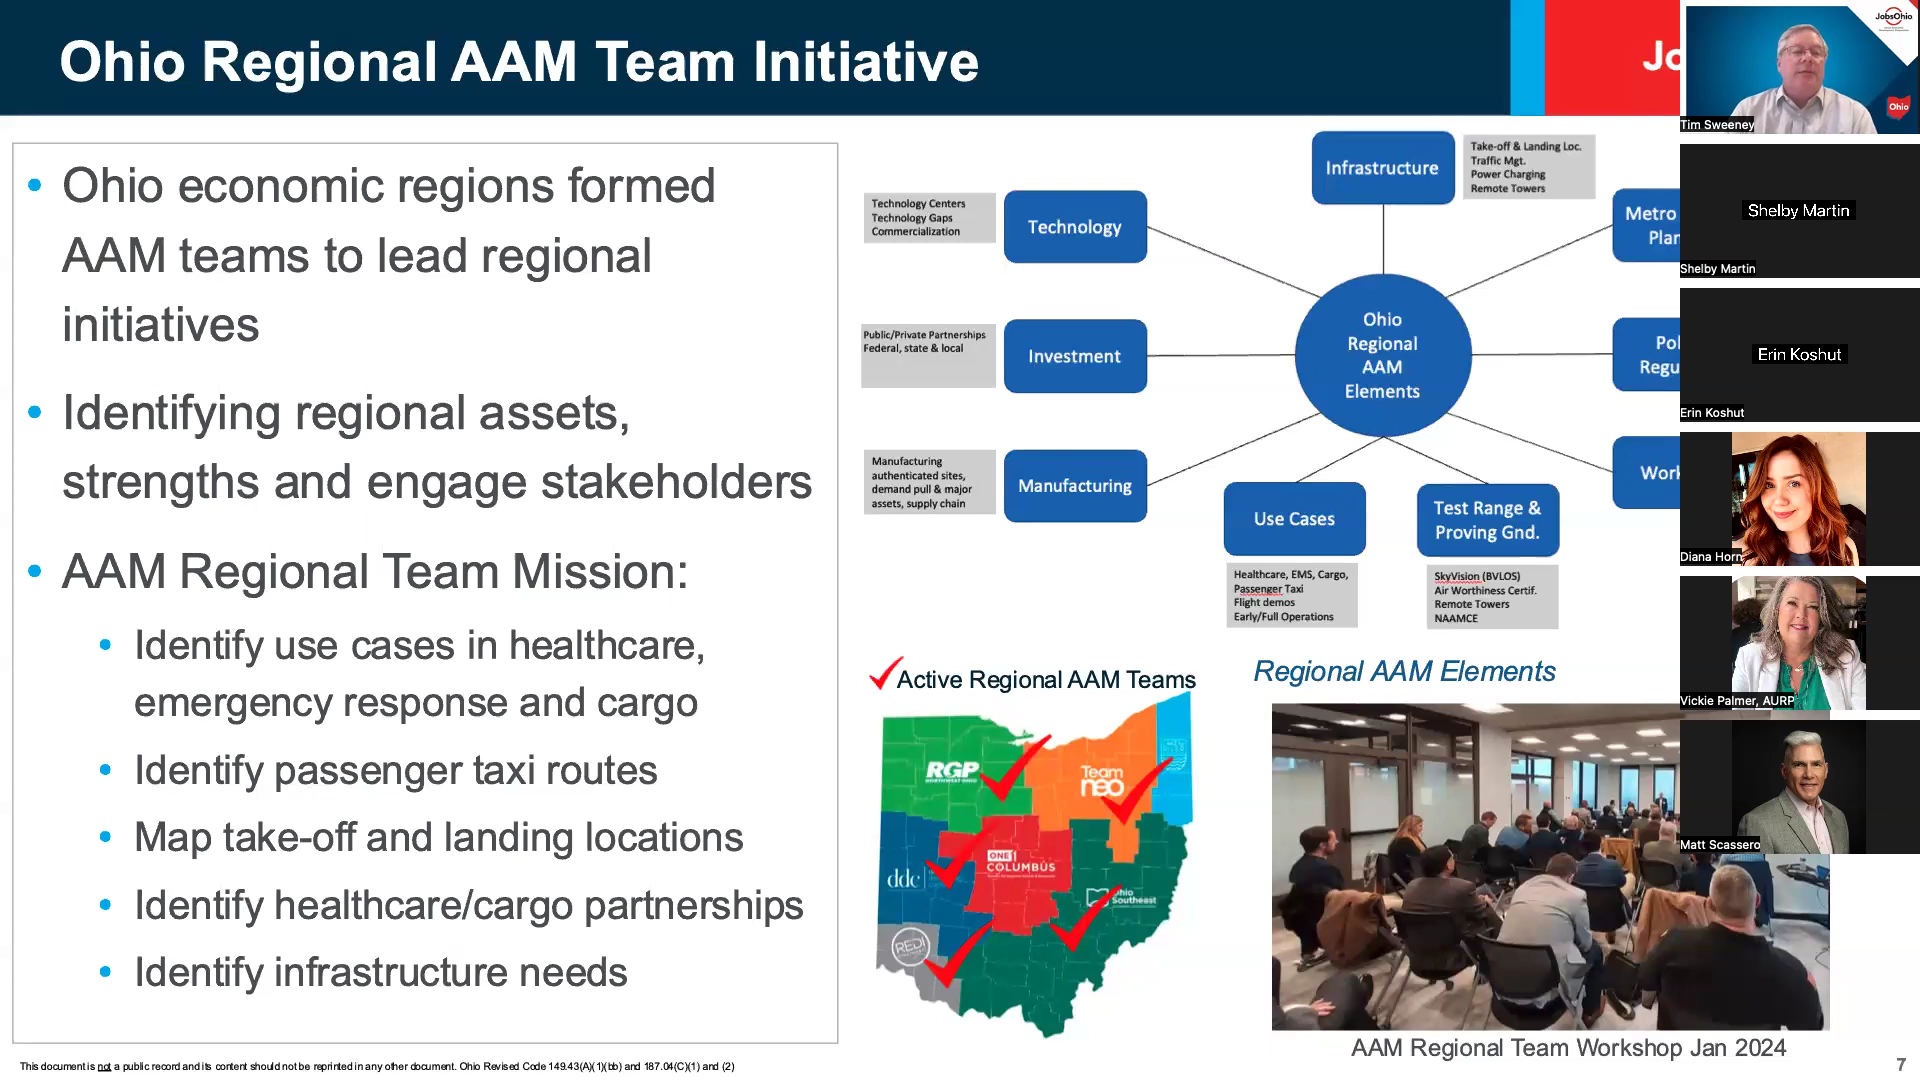 Ohio Regional AAM Team Initiative
Jo
• Ohio economic regions formed
AAM teams to lead regional
initiatives
• Identifying regional assets,
strengths and engage stakeholders
• AAM Regional Team Mission:
• Identify use cases in healthcare,
emergency response and cargo
• Identify passenger taxi routes
• Map take-off and landing locations
• Identify healthcare/cargo partnerships
• Identify infrastructure needs
Infrastructure
Take-off & Landing Loc.
Traffic Mgt.
Power Charging
Remote Towers
Technology Centers
Technology Gaps
Commercialization
Technology
Metro
Plan
Public/Private Partnerships
Federal, state & local
Investment
Ohio
Regional
AAM
Elements
Pol
Regu
Manufacturing
authenticated sites,
demand pull & major
assets, supply chain
Manufacturing
Work
Use Cases
Test Range &
Proving Gnd.
Healthcare, EMS, Cargo,
Passenger Taxi
Flight demos
Early/Full Operations
SkyVision (BVLOS)
Air Worthiness Certif.
Remote Towers
NAAMCE
Active Regional AAM Teams
Regional AAM Elements
RGP
NORTHWEST OHIO
Team
neo
ddc
ONE
COLUMBUS
Ohio
Southeast
REDI
AAM Regional Team Workshop Jan 2024
This document is not a public record and its content should not be reprinted in any other document. Ohio Revised Code 149.43(A)(1)(bb) and 187.04(C)(1) and (2)
7
JobsOhio
Ohio
Tim Sweeney
Shelby Martin
Shelby Martin
Erin Koshut
Erin Koshut
Diana Horn
Vickie Palmer, AURP
Matt Scassero